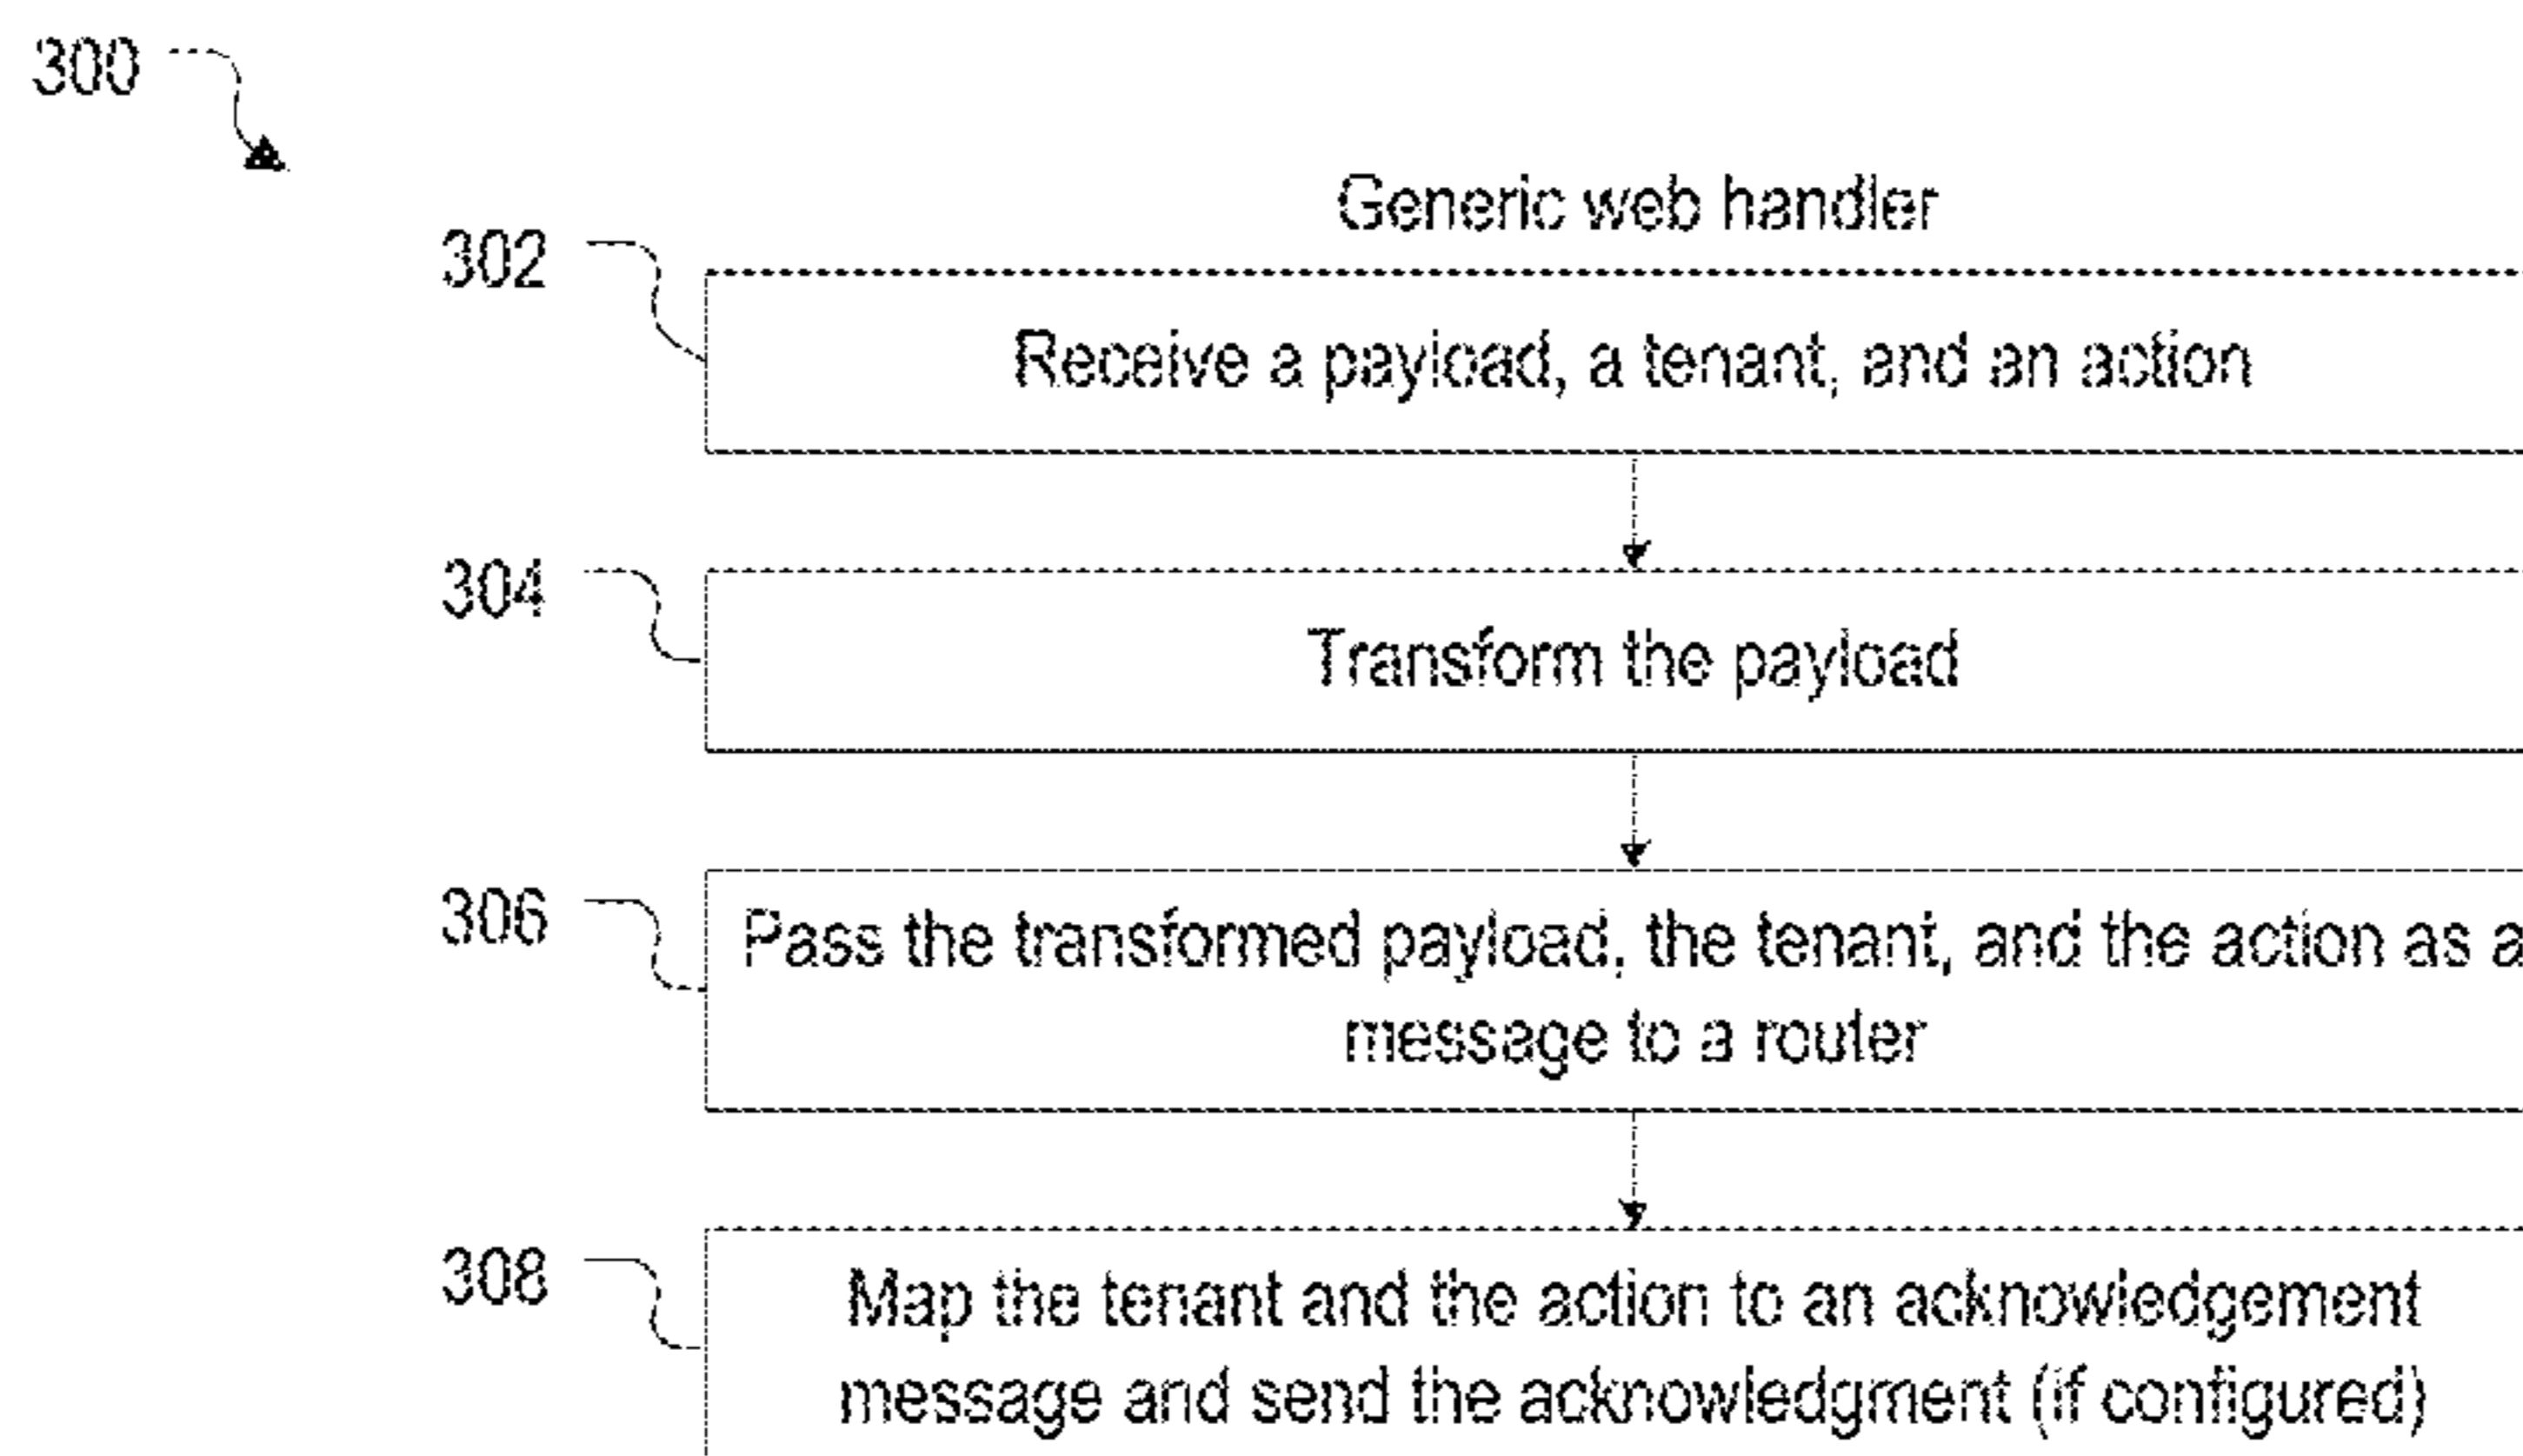 300
Generic web handler
302
Receive a payload, a tenant, and an action
304
Transform the payload
306
Pass the transformed payload, the tenant, and the action as a
message to a router
308
Map the tenant and the action to an acknowledgement
message and send the acknowledgment (if configured)